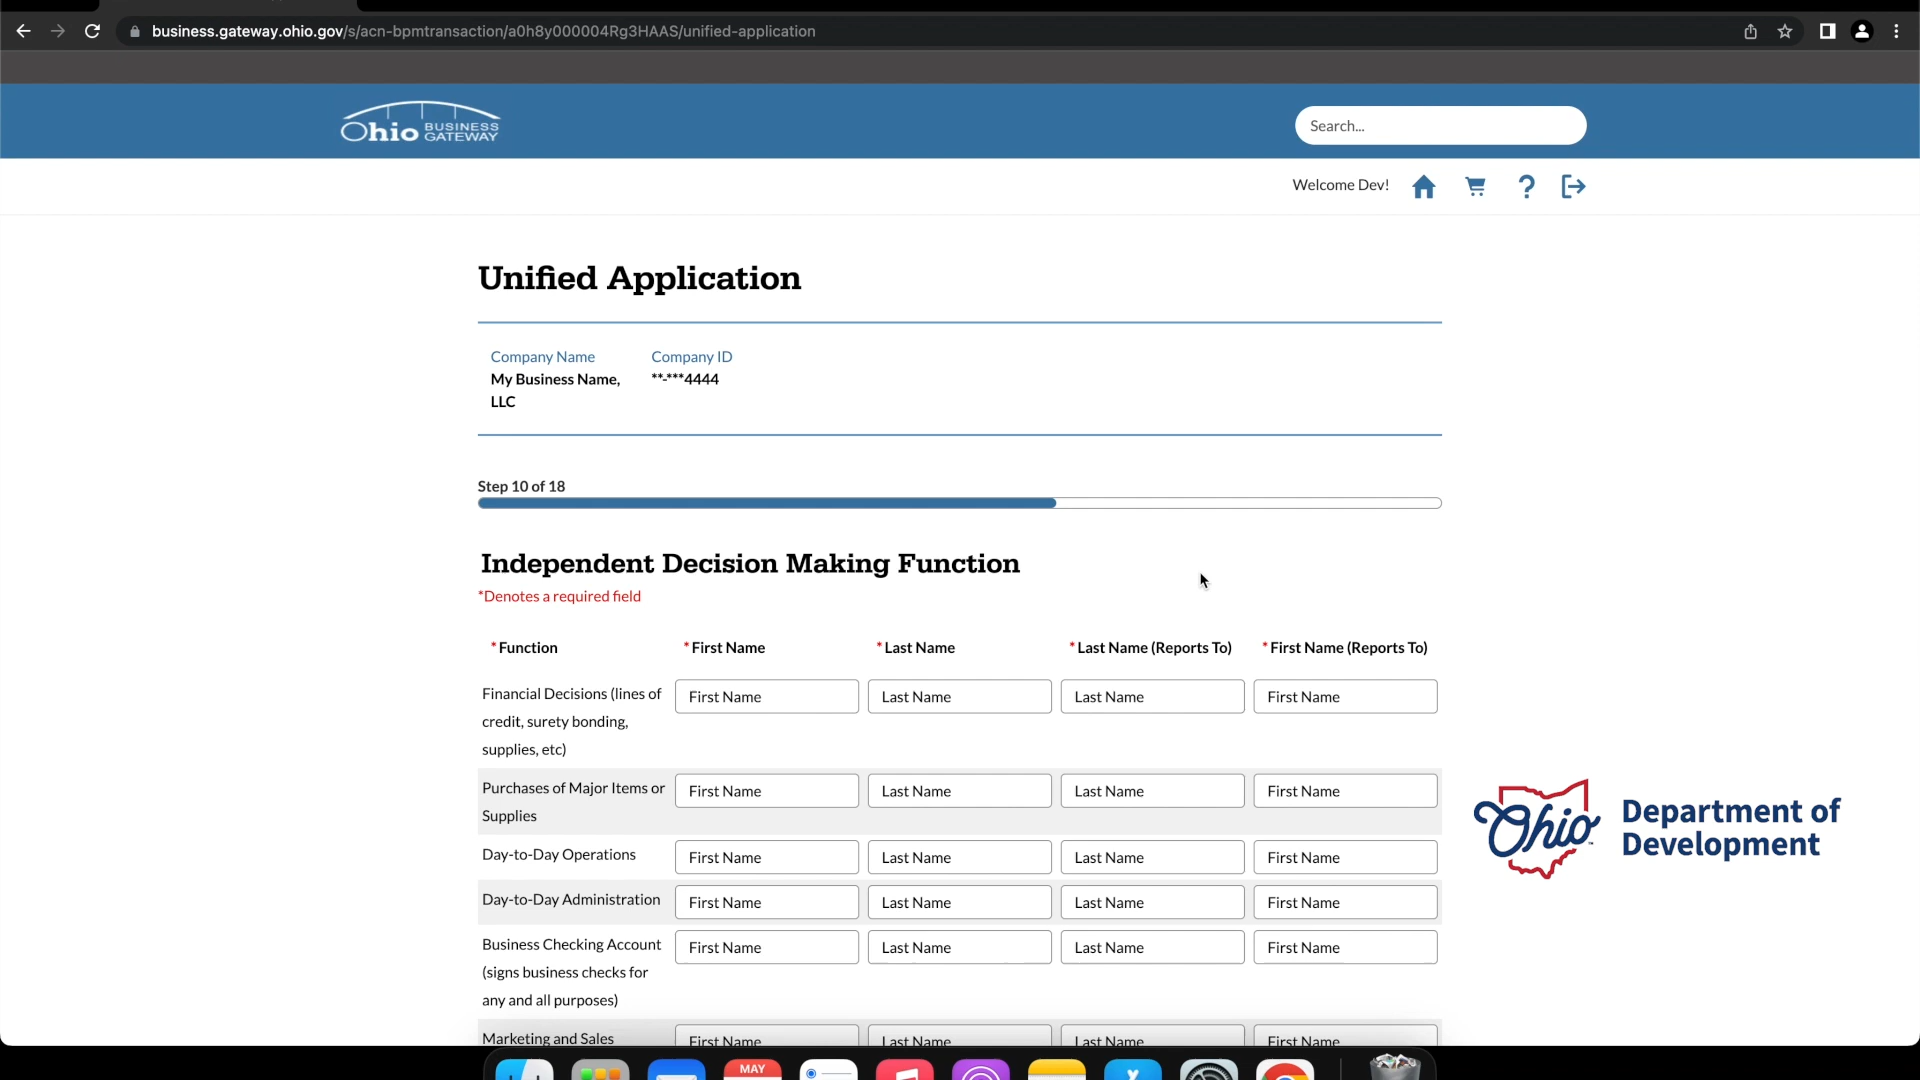 business.gateway.ohio.gov/s/acn-bpmtransaction/a0h8y000004Rg3HAAS/unified-application
Ohio BUSINESS GATEWAY
Search...
Welcome Dev!
Unified Application
Company Name Company ID
My Business Name, LLC **-***4444
Step 10 of 18
Independent Decision Making Function
*Denotes a required field
*Function *First Name *Last Name *Last Name (Reports To) *First Name (Reports To)
Financial Decisions (lines of credit, surety bonding, supplies, etc) First Name Last Name Last Name First Name
Purchases of Major Items or Supplies First Name Last Name Last Name First Name
Ohio Department of Development
Day-to-Day Operations First Name Last Name Last Name First Name
Day-to-Day Administration First Name Last Name Last Name First Name
Business Checking Account (signs business checks for any and all purposes) First Name Last Name Last Name First Name
Marketing and Sales First Name Last Name Last Name First Name
MAY